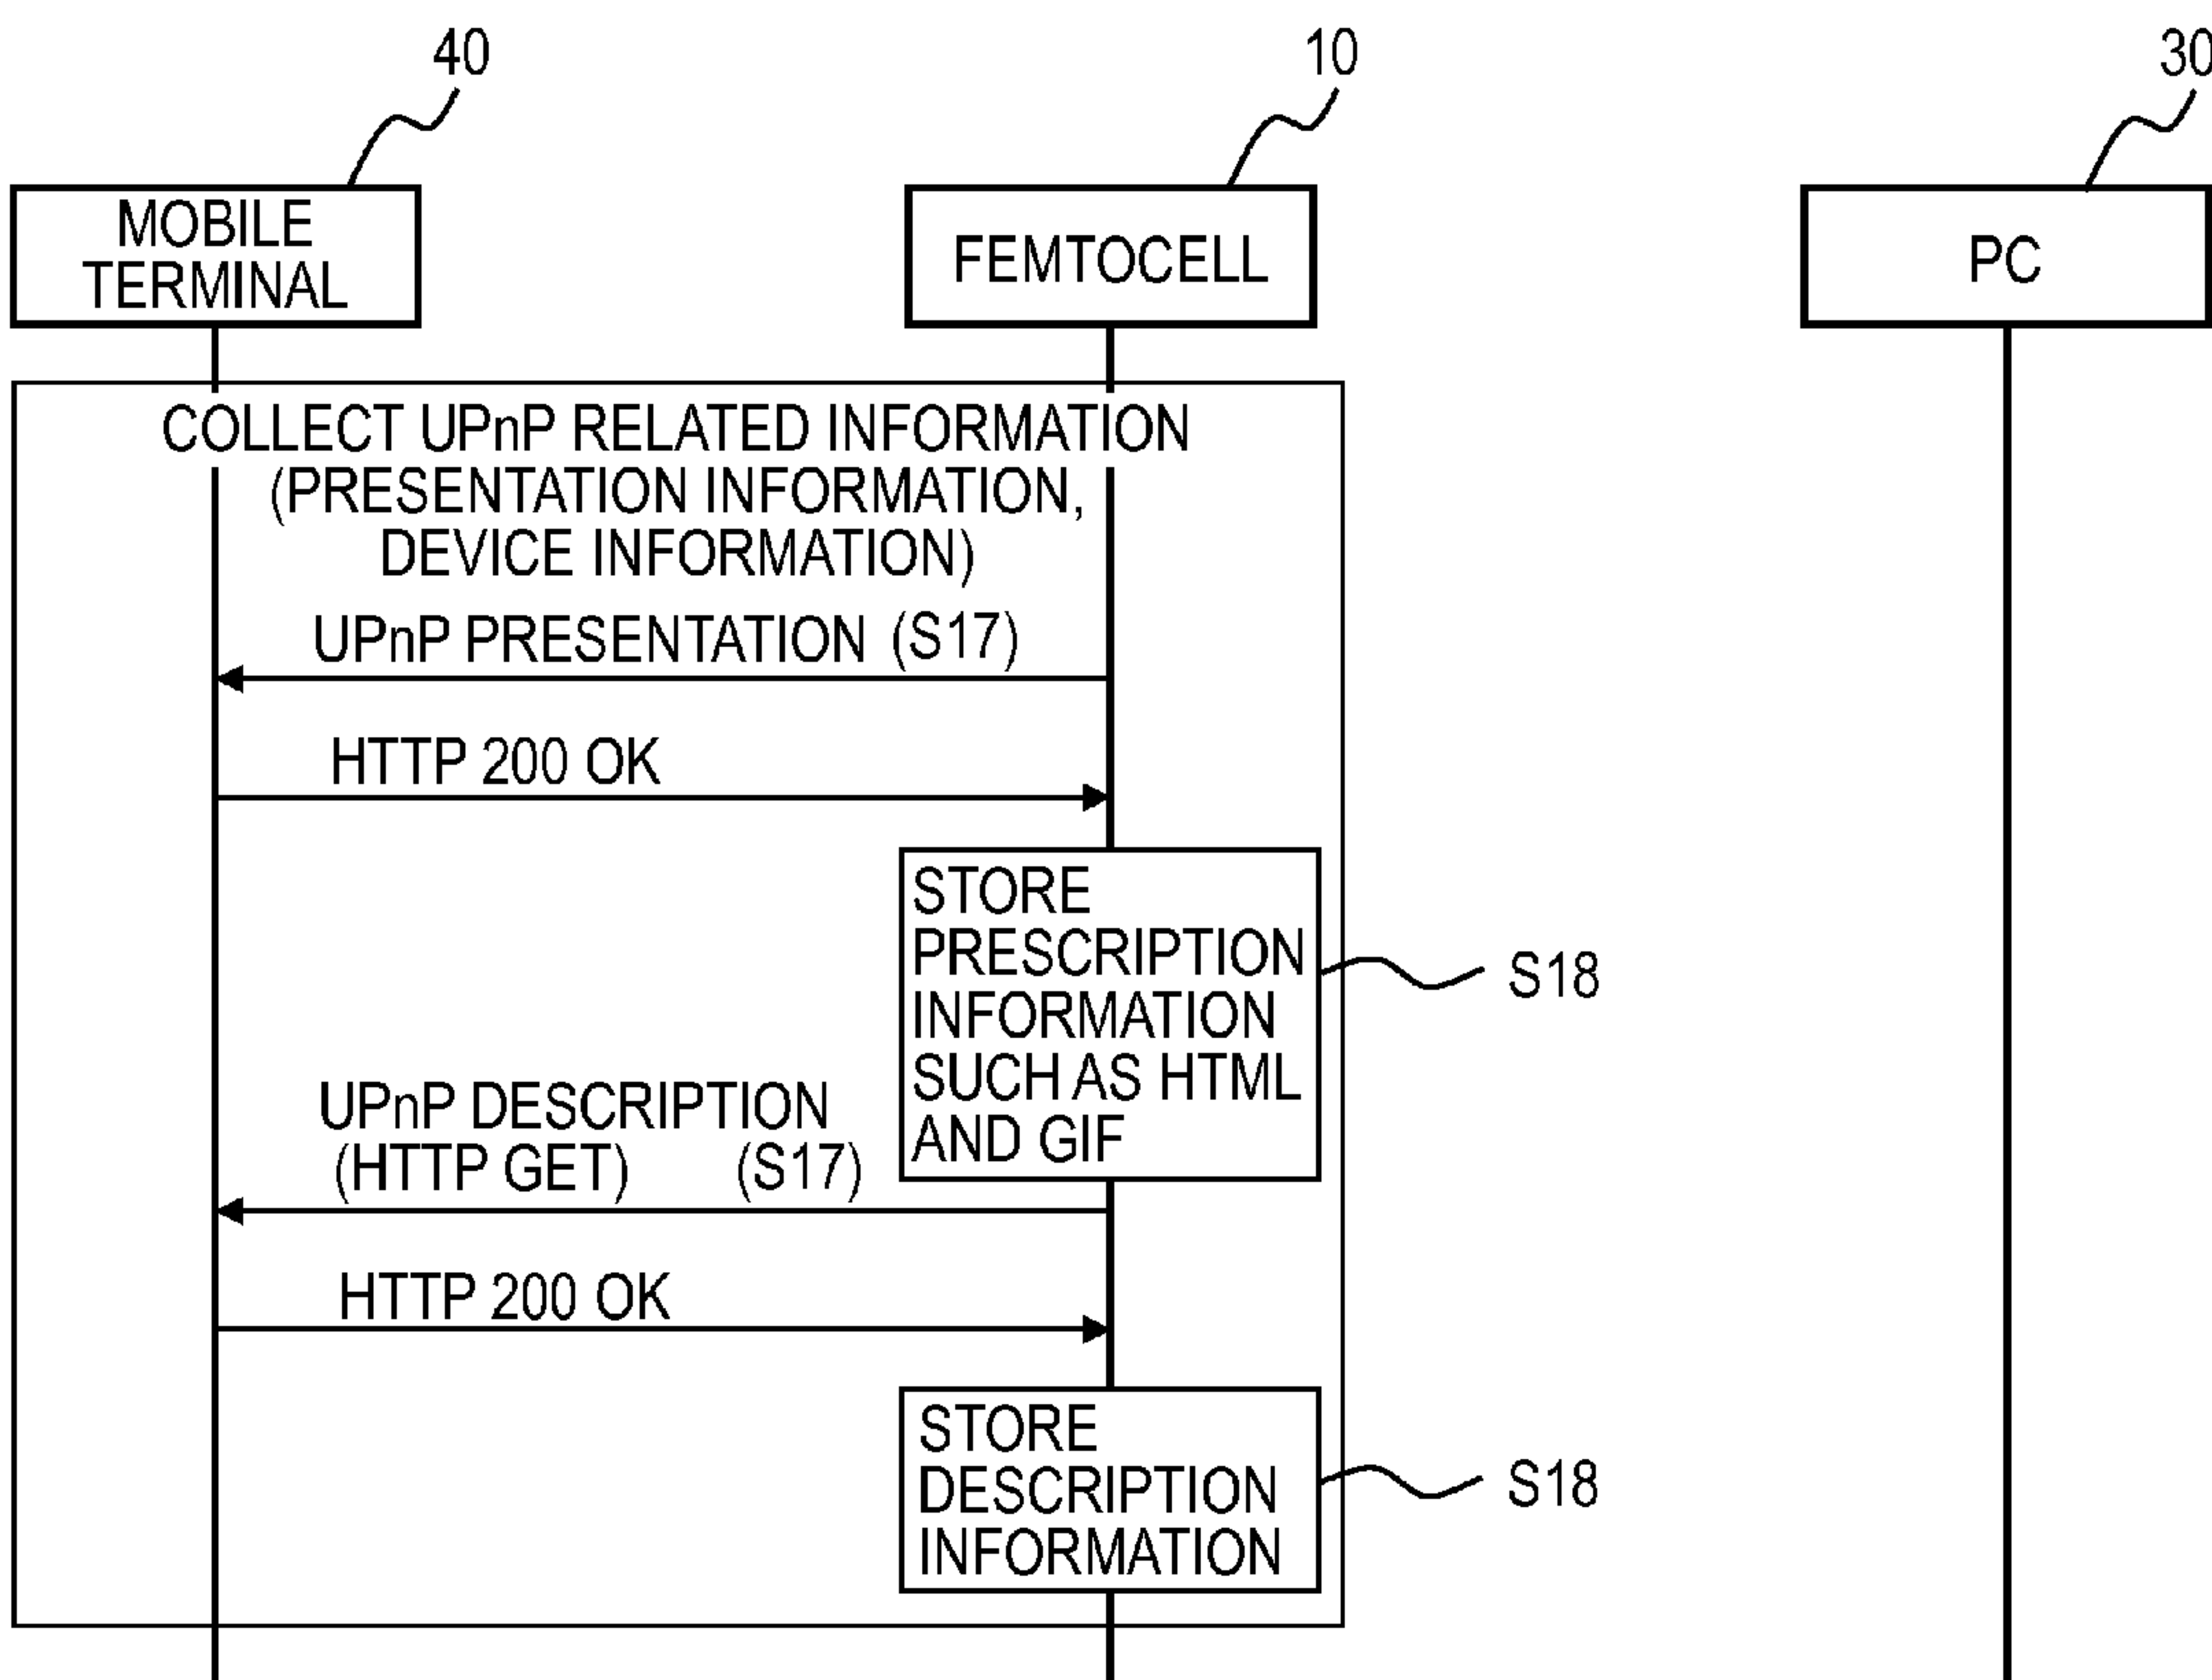 40
10
30
MOBILE
TERMINAL
FEMTOCELL
PC
COLLECT UPnP RELATED INFORMATION
(PRESENTATION INFORMATION,
DEVICE INFORMATION)
UPnP PRESENTATION (S17)
HTTP 200 OK
STORE
PRESCRIPTION
INFORMATION
SUCH AS HTML
AND GIF
S18
UPnP DESCRIPTION
(HTTP GET) (S17)
HTTP 200 OK
STORE
DESCRIPTION
INFORMATION
S18